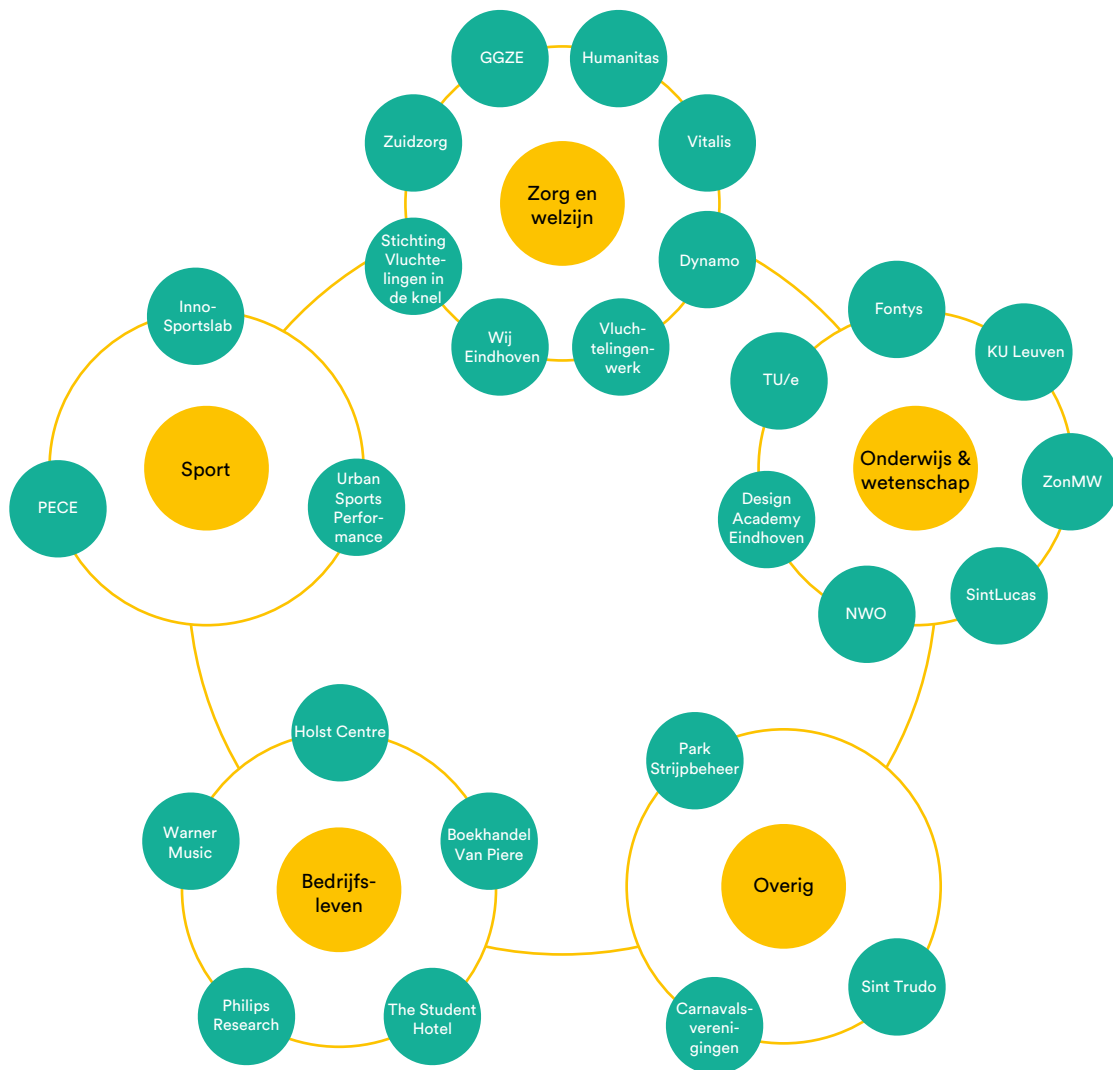 GGZE
Humanitas
Zuidzorg
Vitalis
Zorg en
welzijn
Stichting
Vluchte-
lingen in
de knel
Dynamo
Wij
Eindhoven
Vluch-
telingen-
werk
Inno-
Sportslab
Sport
PECE
Urban
Sports
Perfor-
mance
Fontys
KU Leuven
TU/e
Onderwijs &
wetenschap
ZonMW
Design
Academy
Eindhoven
SintLucas
NWO
Holst Centre
Warner
Music
Boekhandel
Van Piere
Bedrijfs-
leven
Philips
Research
The Student
Hotel
Park
Strijpbeheer
Overig
Sint Trudo
Carnavals-
vereni-
gingen